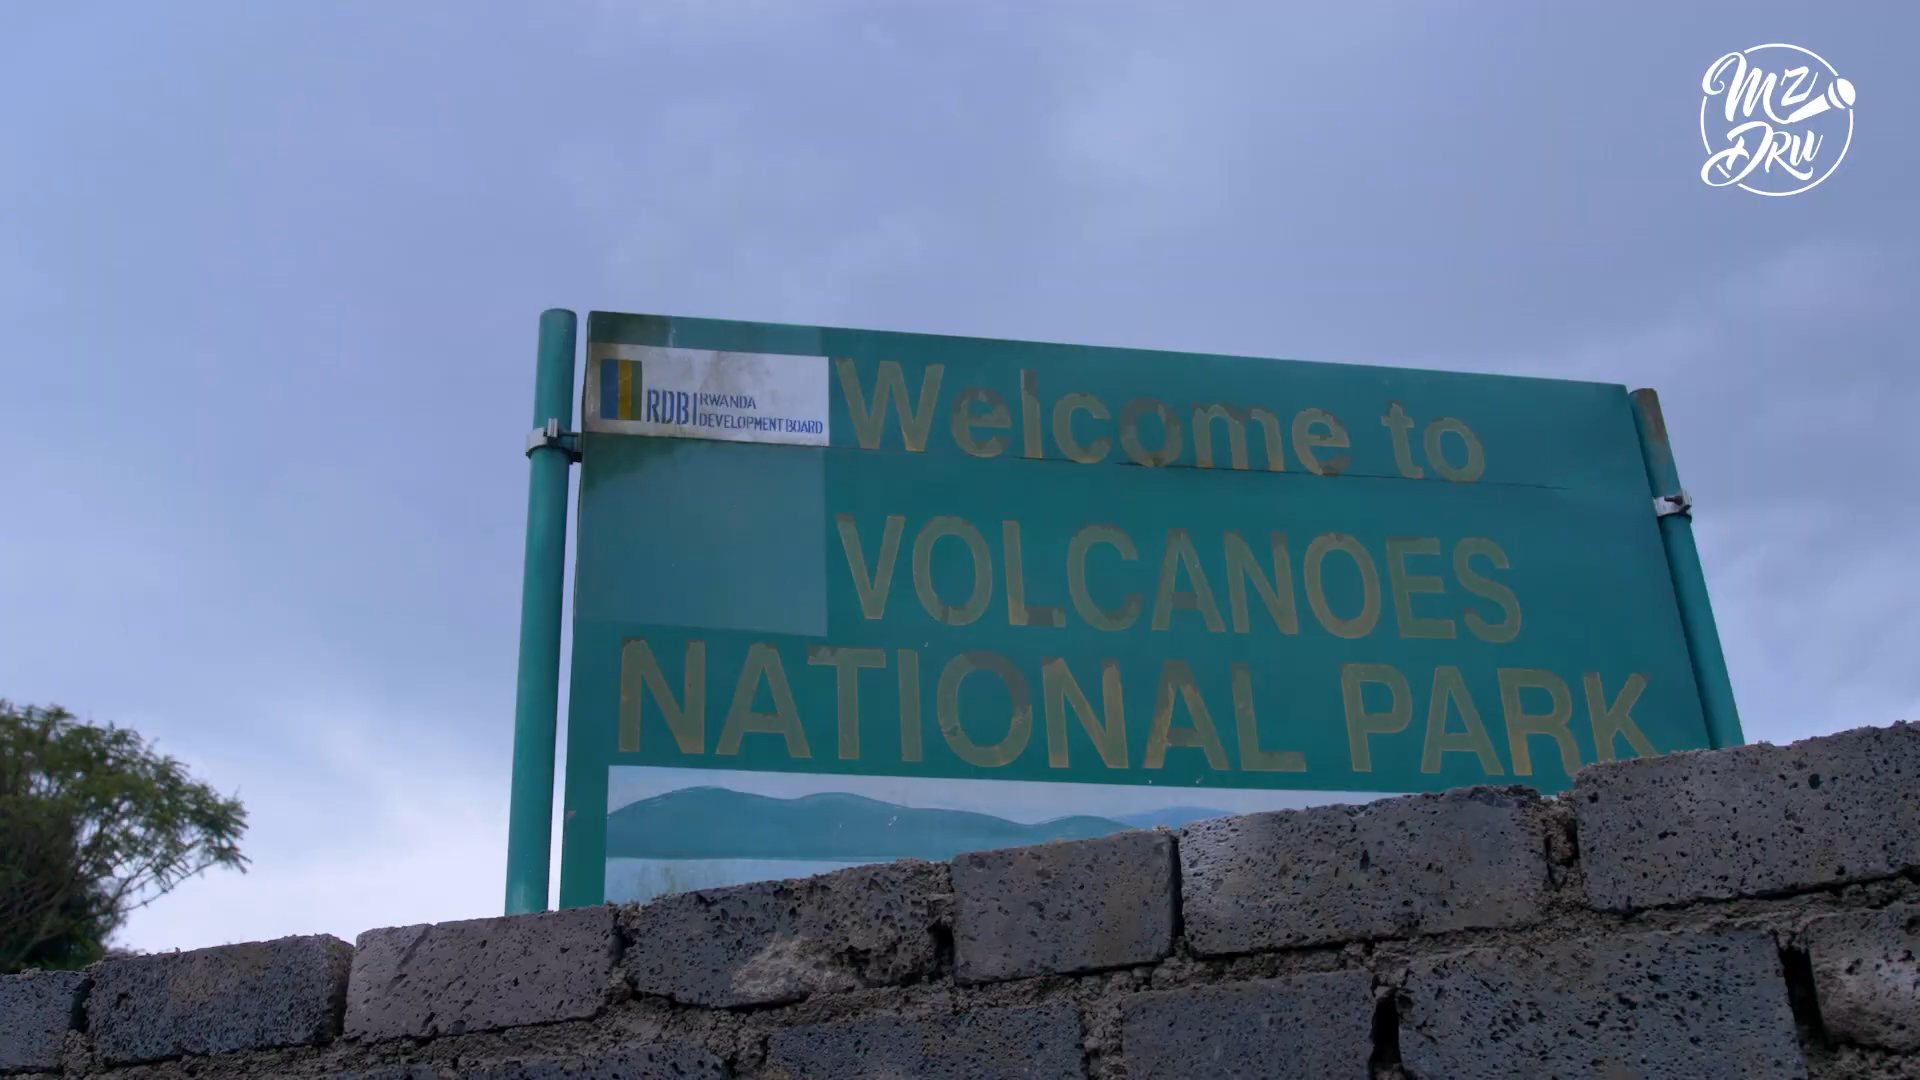 MZ
DRU
RDB RWANDA
DEVELOPMENT BOARD
Welcome to
VOLCANOES
NATIONAL PARK